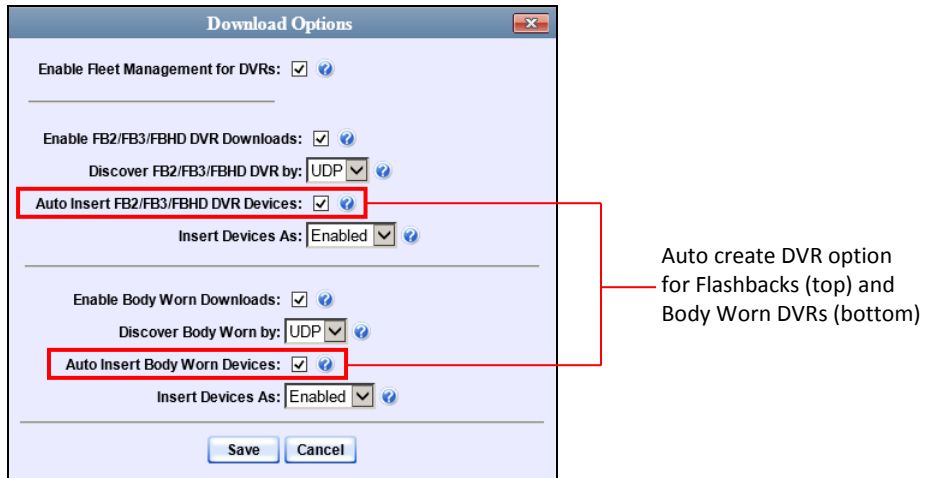 Download Options
Enable Fleet Management for DVRs:
Enable FB2/FB3/FBHD DVR Downloads:
Discover FB2/FB3/FBHD DVR by: UDP
Auto Insert FB2/FB3/FBHD DVR Devices:
Insert Devices As: Enabled
Auto create DVR option
for Flashbacks (top) and
Body Worn DVRs (bottom)
Enable Body Worn Downloads:
Discover Body Worn by: UDP
Auto Insert Body Worn Devices:
Insert Devices As: Enabled
Save Cancel